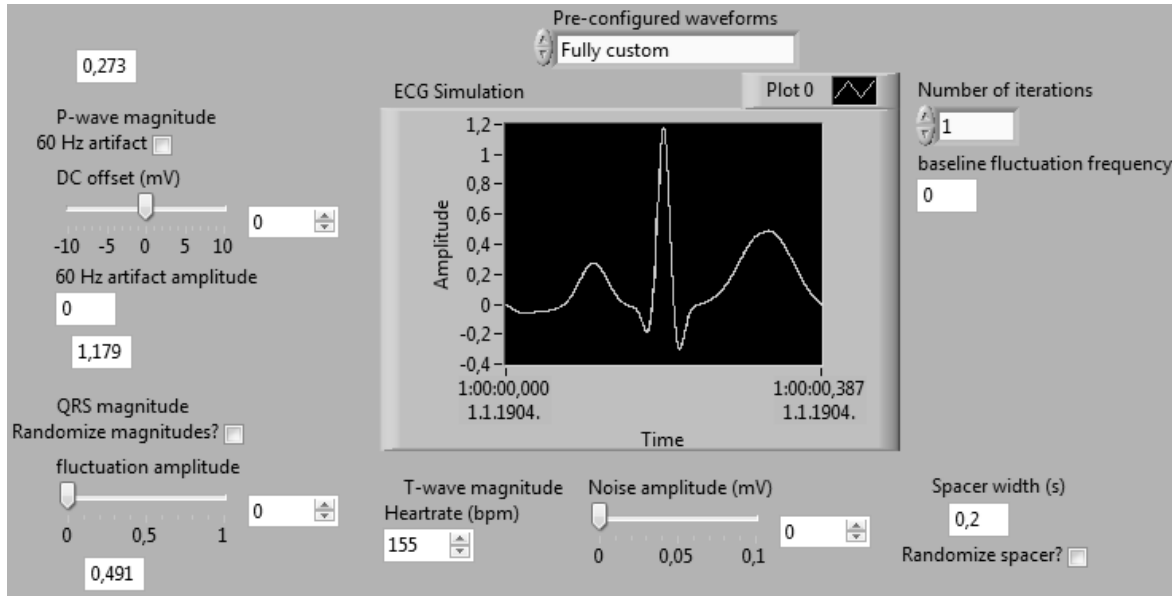 Pre-configured waveforms
Fully custom
0,273
P-wave magnitude
60 Hz artifact
DC offset (mV)
0
-10 -5 0 5 10
60 Hz artifact amplitude
0
1,179
QRS magnitude
Randomize magnitudes?
fluctuation amplitude
0
0 0,5 1
0,491
ECG Simulation
Plot 0
Amplitude
1,2
1
0,8
0,6
0,4
0,2
0
-0,2
-0,4
1:00:00,000 1:00:00,387
1.1.1904. 1.1.1904.
Time
Number of iterations
1
baseline fluctuation frequency
0
T-wave magnitude
Heartrate (bpm)
155
Noise amplitude (mV)
0
0 0,05 0,1
Spacer width (s)
0,2
Randomize spacer?